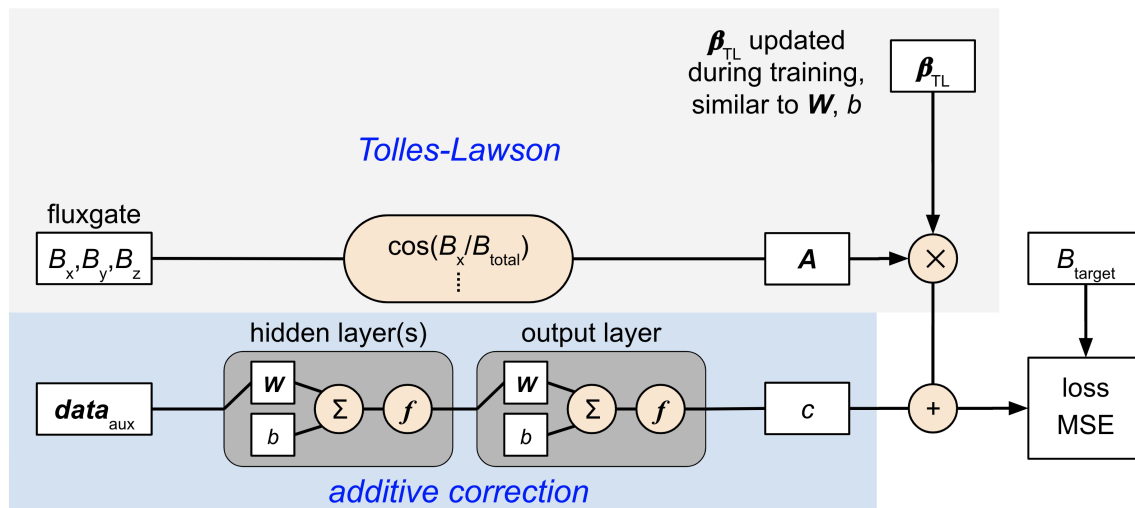 β_TL updated
during training,
similar to W, b
β_TL
Tolles-Lawson
fluxgate
B_x,B_y,B_z
cos(B_x/B_total)
⋮
A
×
B_target
hidden layer(s)
output layer
data_aux
W
b
Σ
f
W
b
Σ
f
c
+
loss
MSE
additive correction